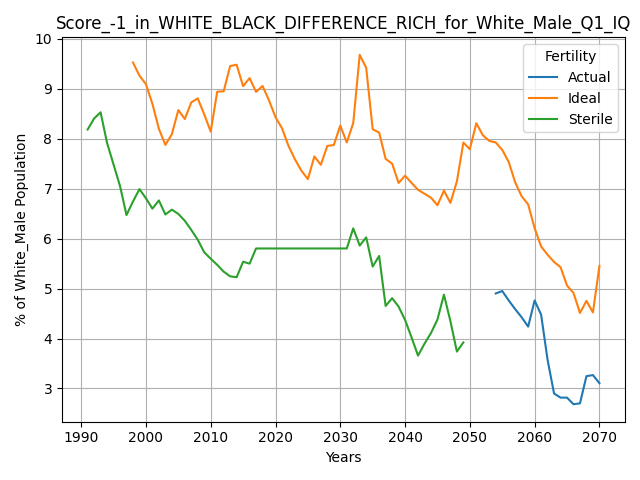 Score_-1_in_WHITE_BLACK_DIFFERENCE_RICH_for_White_Male_Q1_IQ
Fertility
Actual
Ideal
Sterile
% of White_Male Population
10
9
8
7
6
5
4
3
1990
2000
2010
2020
2030
2040
2050
2060
2070
Years